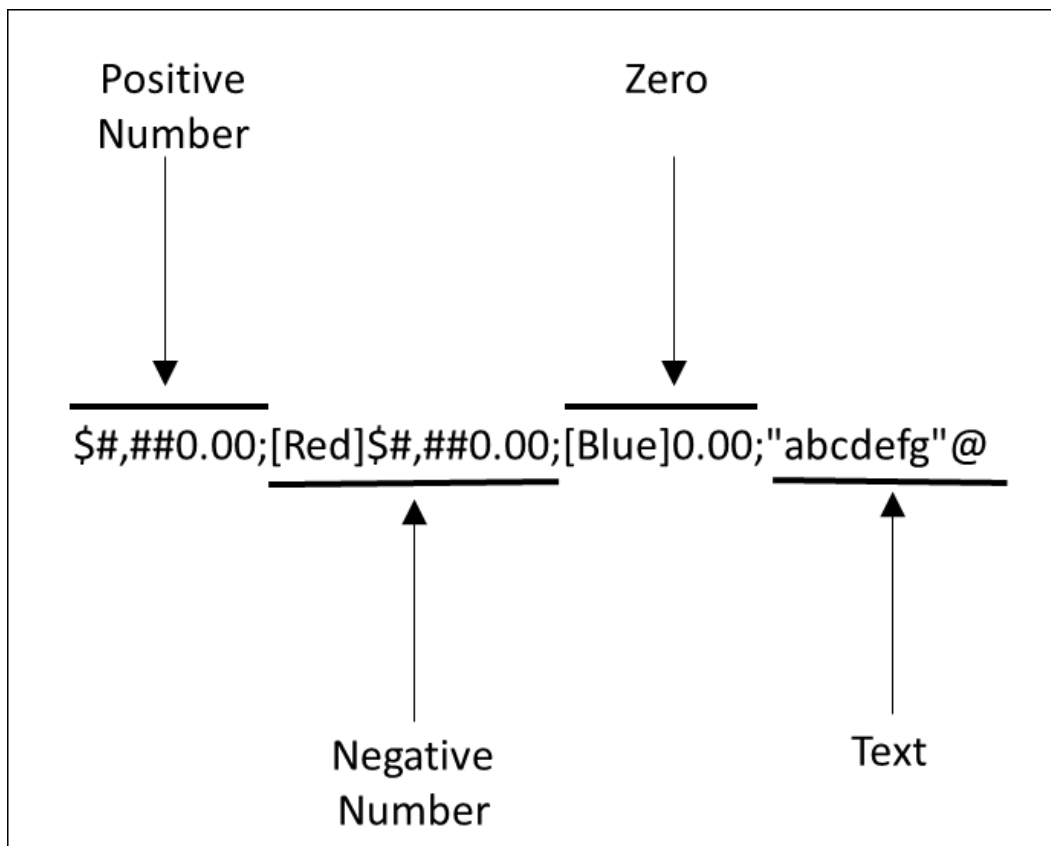 Positive
Number
Zero
$#,##0.00;[Red]$#,##0.00;[Blue]0.00;"abcdefg"@
Negative
Number
Text